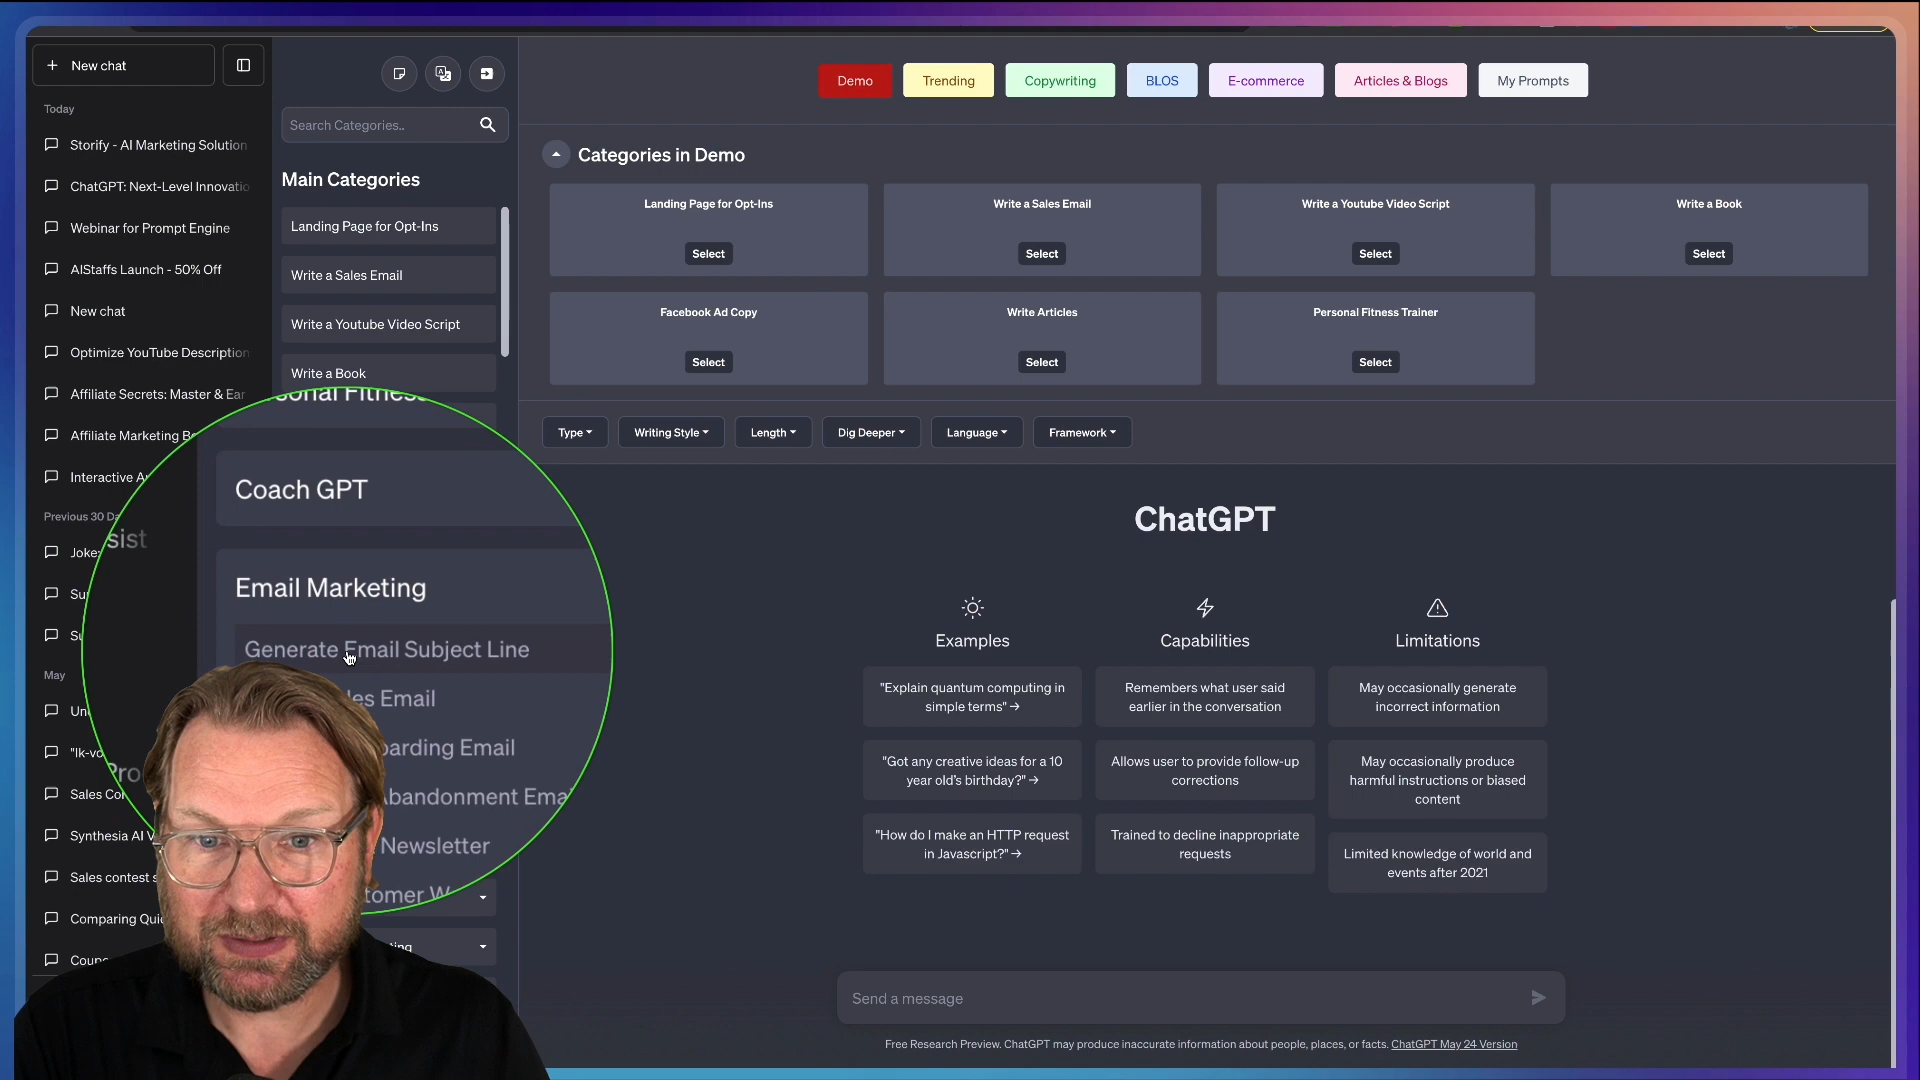 New chat
Today
Storify - AI Marketing Solution
ChatGPT: Next-Level Innovatio
Webinar for Prompt Engine
AIStaffs Launch - 50% Off
New chat
Optimize YouTube Description
Affiliate Secrets: Master & Ear
Affiliate Marketing
Interactive
Previous 30
Search Categories..
Main Categories
Landing Page for Opt-Ins
Write a Sales Email
Write a Youtube Video Script
Write a Book
Coach GPT
Email Marketing
Generate Email Subject Line
Email
Email
Newsletter
May
Sales
Synthesia AI
Sales contest
Comparing
Demo
Trending
Copywriting
BLOS
E-commerce
Articles & Blogs
My Prompts
Categories in Demo
Landing Page for Opt-Ins
Select
Write a Sales Email
Select
Write a Youtube Video Script
Select
Write a Book
Select
Facebook Ad Copy
Select
Write Articles
Select
Personal Fitness Trainer
Select
Type
Writing Style
Length
Dig Deeper
Language
Framework
ChatGPT
Examples
"Explain quantum computing in
simple terms" →
"Got any creative ideas for a 10
year old's birthday?" →
"How do I make an HTTP request
in Javascript?" →
Capabilities
Remembers what user said
earlier in the conversation
Allows user to provide follow-up
corrections
Trained to decline inappropriate
requests
Limitations
May occasionally generate
incorrect information
May occasionally produce
harmful instructions or biased
content
Limited knowledge of world and
events after 2021
Send a message
Free Research Preview. ChatGPT may produce inaccurate information about people, places, or facts. ChatGPT May 24 Version